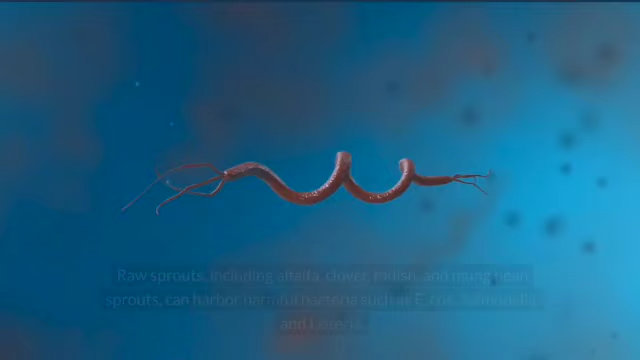 Raw sprouts, including alfalfa, clover, radish, and mung bean
sprouts, can harbor harmful bacteria such as E. coli, Salmonella,
and Listeria.